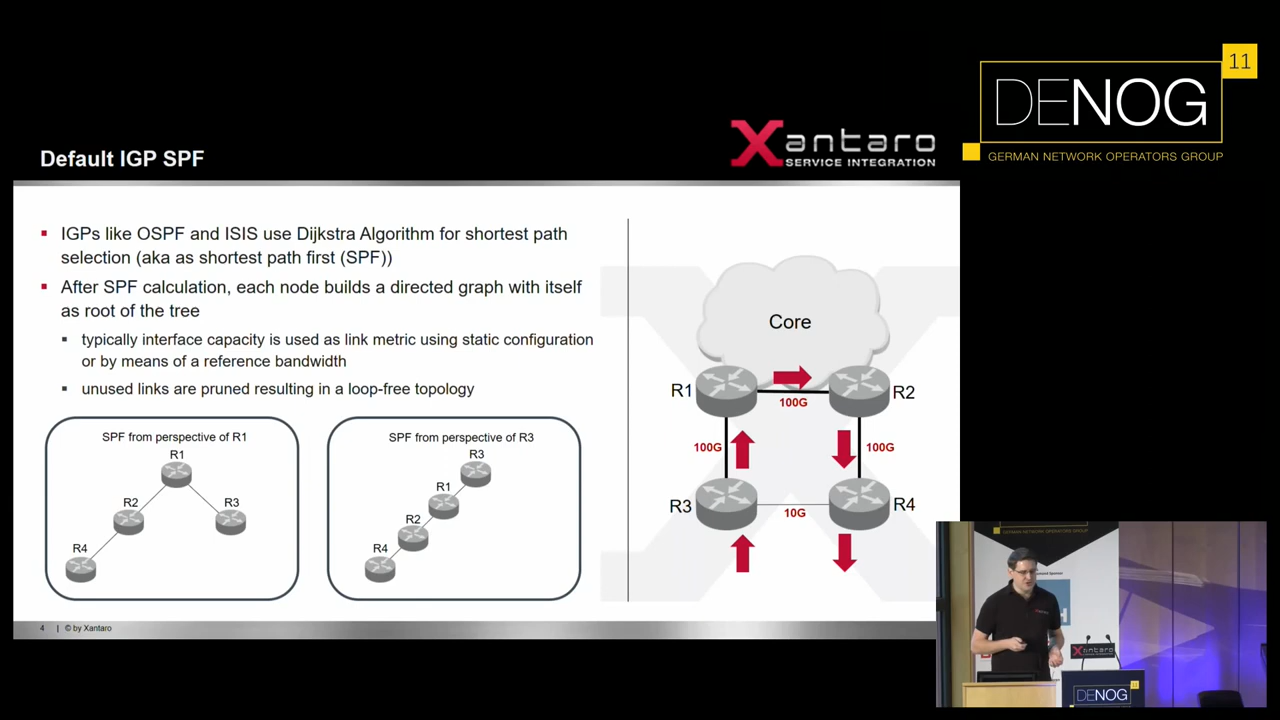 11
DENOG
GERMAN NETWORK OPERATORS GROUP
Xantaro
SERVICE INTEGRATION
Default IGP SPF
▪ IGPs like OSPF and ISIS use Dijkstra Algorithm for shortest path
selection (aka as shortest path first (SPF))
▪ After SPF calculation, each node builds a directed graph with itself
as root of the tree
▪ typically interface capacity is used as link metric using static configuration
or by means of a reference bandwidth
▪ unused links are pruned resulting in a loop-free topology
SPF from perspective of R1
R1
R2
R3
R4
SPF from perspective of R3
R3
R1
R2
R4
Core
R1
R2
100G
100G
100G
R3
R4
10G
4 | © by Xantaro
Xantaro
DENOG
11